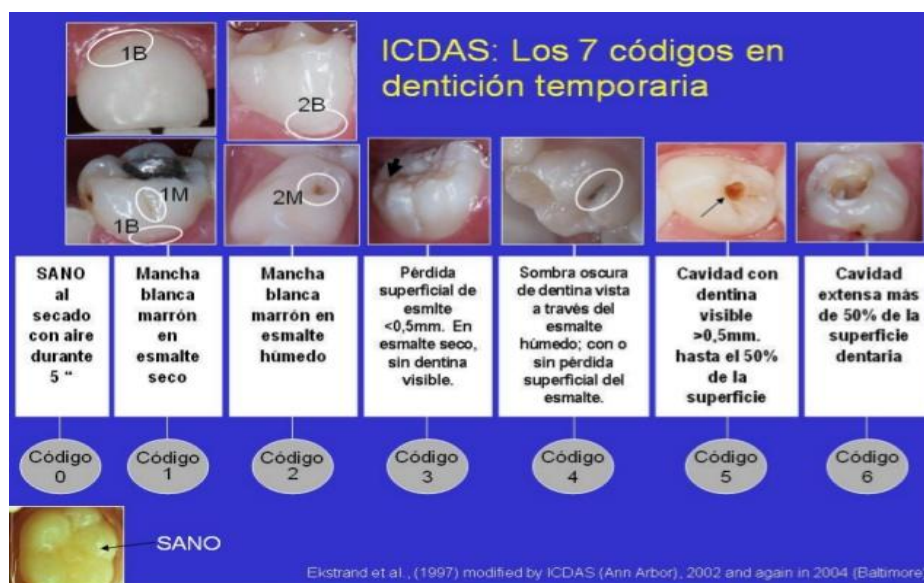 ICDAS: Los 7 códigos en
dentición temporaria
1B
2B
1M
1B
2M
SANO
al
secado
con aire
durante
5 “
Mancha
blanca
marrón
en
esmalte
seco
Mancha
blanca
marrón en
esmalte
húmedo
Pérdida
superficial de
esmlte
<0,5mm. En
esmalte seco,
sin dentina
visible.
Sombra oscura
de dentina vista
a través del
esmalte
húmedo; con o
sin pérdida
superficial del
esmalte.
Cavidad con
dentina
visible
>0,5mm.
hasta el 50%
de la
superficie
Cavidad
extensa más
de 50% de la
superficie
dentaria
Código
0
Código
1
Código
2
Código
3
Código
4
Código
5
Código
6
SANO
Ekstrand et al., (1997) modified by ICDAS (Ann Arbor), 2002 and again in 2004 (Baltimore